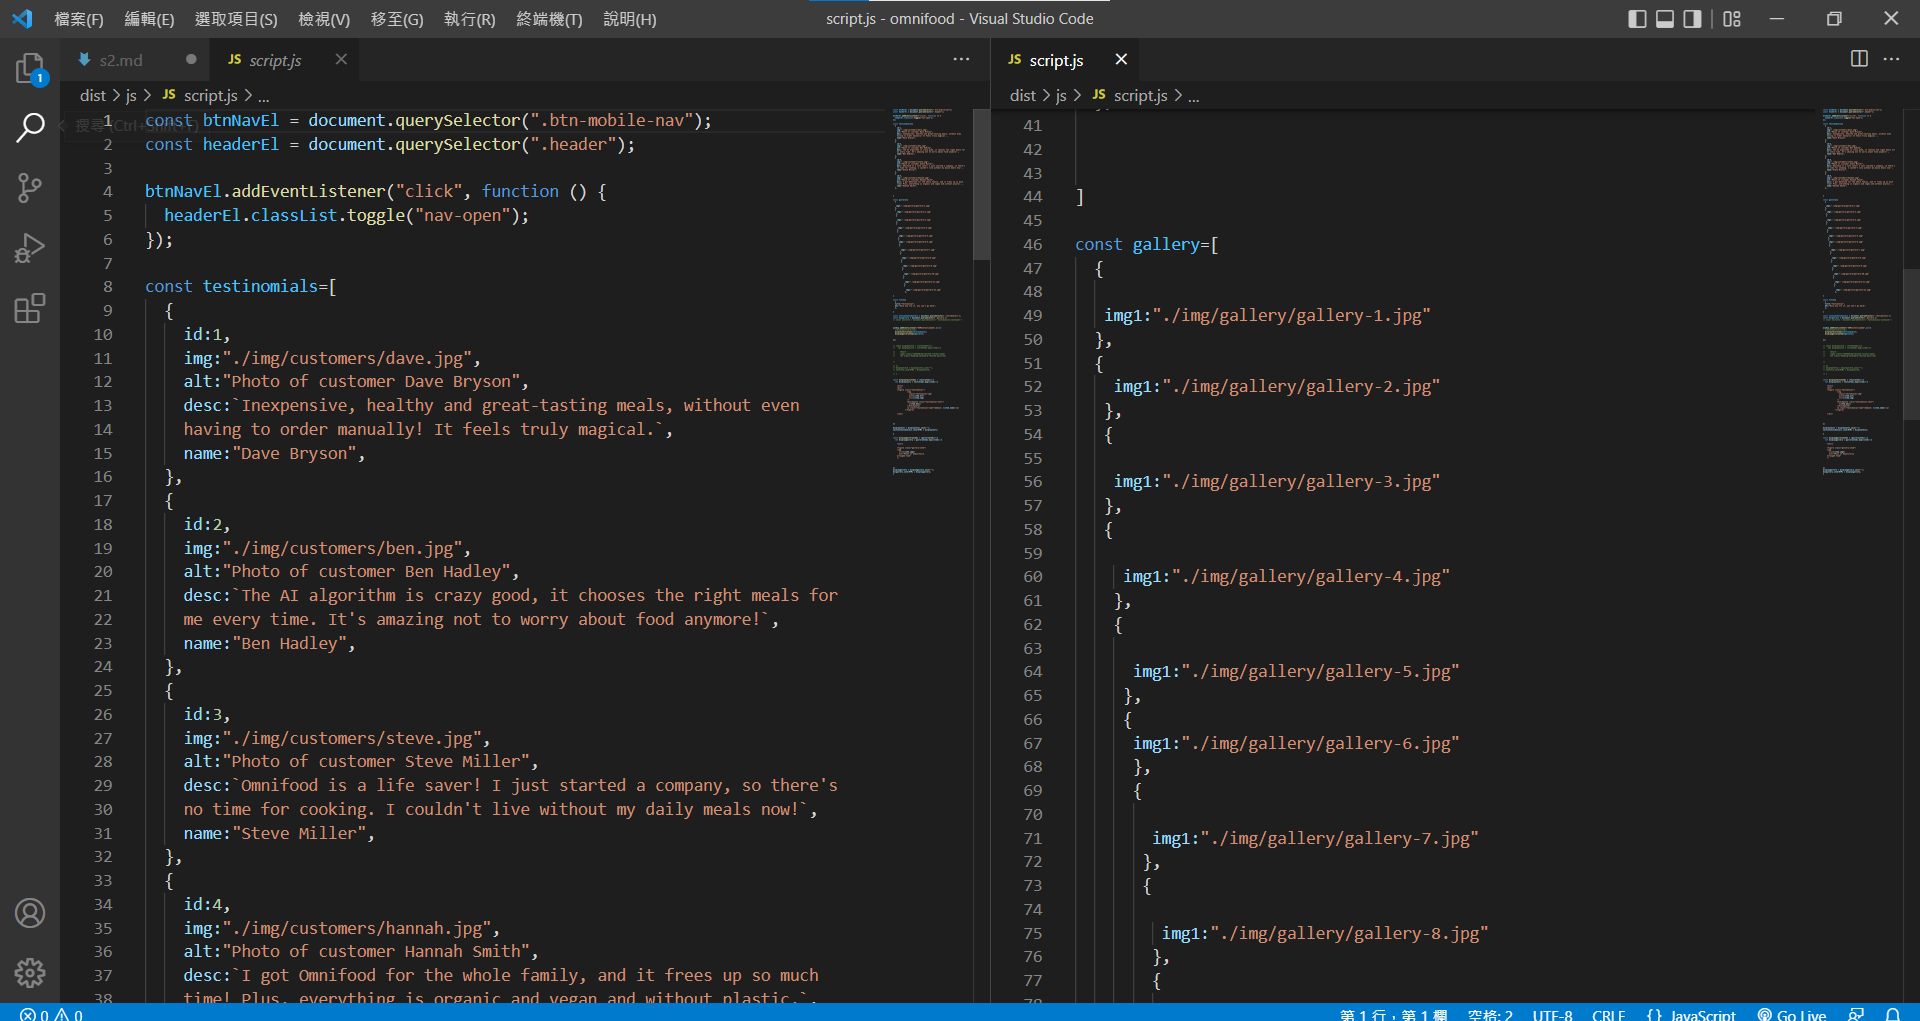 檔案(F) 編輯(E) 選取項目(S) 檢視(V) 移至(G) 執行(R) 終端機(T) 說明(H) script.js - omnifood - Visual Studio Code
1
s2.md
JS script.js
JS script.js
dist > js > JS script.js > ...
1 const btnNavEl = document.querySelector(".btn-mobile-nav");
2 const headerEl = document.querySelector(".header");
3
4 btnNavEl.addEventListener("click", function () {
5 headerEl.classList.toggle("nav-open");
6 });
7
8 const testinomials=[
9 {
10 id:1,
11 img:"./img/customers/dave.jpg",
12 alt:"Photo of customer Dave Bryson",
13 desc:`Inexpensive, healthy and great-tasting meals, without even
14 having to order manually! It feels truly magical.`,
15 name:"Dave Bryson",
16 },
17 {
18 id:2,
19 img:"./img/customers/ben.jpg",
20 alt:"Photo of customer Ben Hadley",
21 desc:`The AI algorithm is crazy good, it chooses the right meals for
22 me every time. It's amazing not to worry about food anymore!`,
23 name:"Ben Hadley",
24 },
25 {
26 id:3,
27 img:"./img/customers/steve.jpg",
28 alt:"Photo of customer Steve Miller",
29 desc:`Omnifood is a life saver! I just started a company, so there's
30 no time for cooking. I couldn't live without my daily meals now!`,
31 name:"Steve Miller",
32 },
33 {
34 id:4,
35 img:"./img/customers/hannah.jpg",
36 alt:"Photo of customer Hannah Smith",
37 desc:`I got Omnifood for the whole family, and it frees up so much
38 time! Plus, everything is organic and vegan and without plastic.`,
dist > js > JS script.js > ...
41
42
43
44 ]
45
46 const gallery=[
47 {
48
49 img1:"./img/gallery/gallery-1.jpg"
50 },
51 {
52 img1:"./img/gallery/gallery-2.jpg"
53 },
54 {
55
56 img1:"./img/gallery/gallery-3.jpg"
57 },
58 {
59
60 img1:"./img/gallery/gallery-4.jpg"
61 },
62 {
63
64 img1:"./img/gallery/gallery-5.jpg"
65 },
66 {
67 img1:"./img/gallery/gallery-6.jpg"
68 },
69 {
70
71 img1:"./img/gallery/gallery-7.jpg"
72 },
73 {
74
75 img1:"./img/gallery/gallery-8.jpg"
76 },
77 {
78
0 0 第 1 行，第 1 欄 空格: 2 UTF-8 CRLF {} JavaScript Go Live